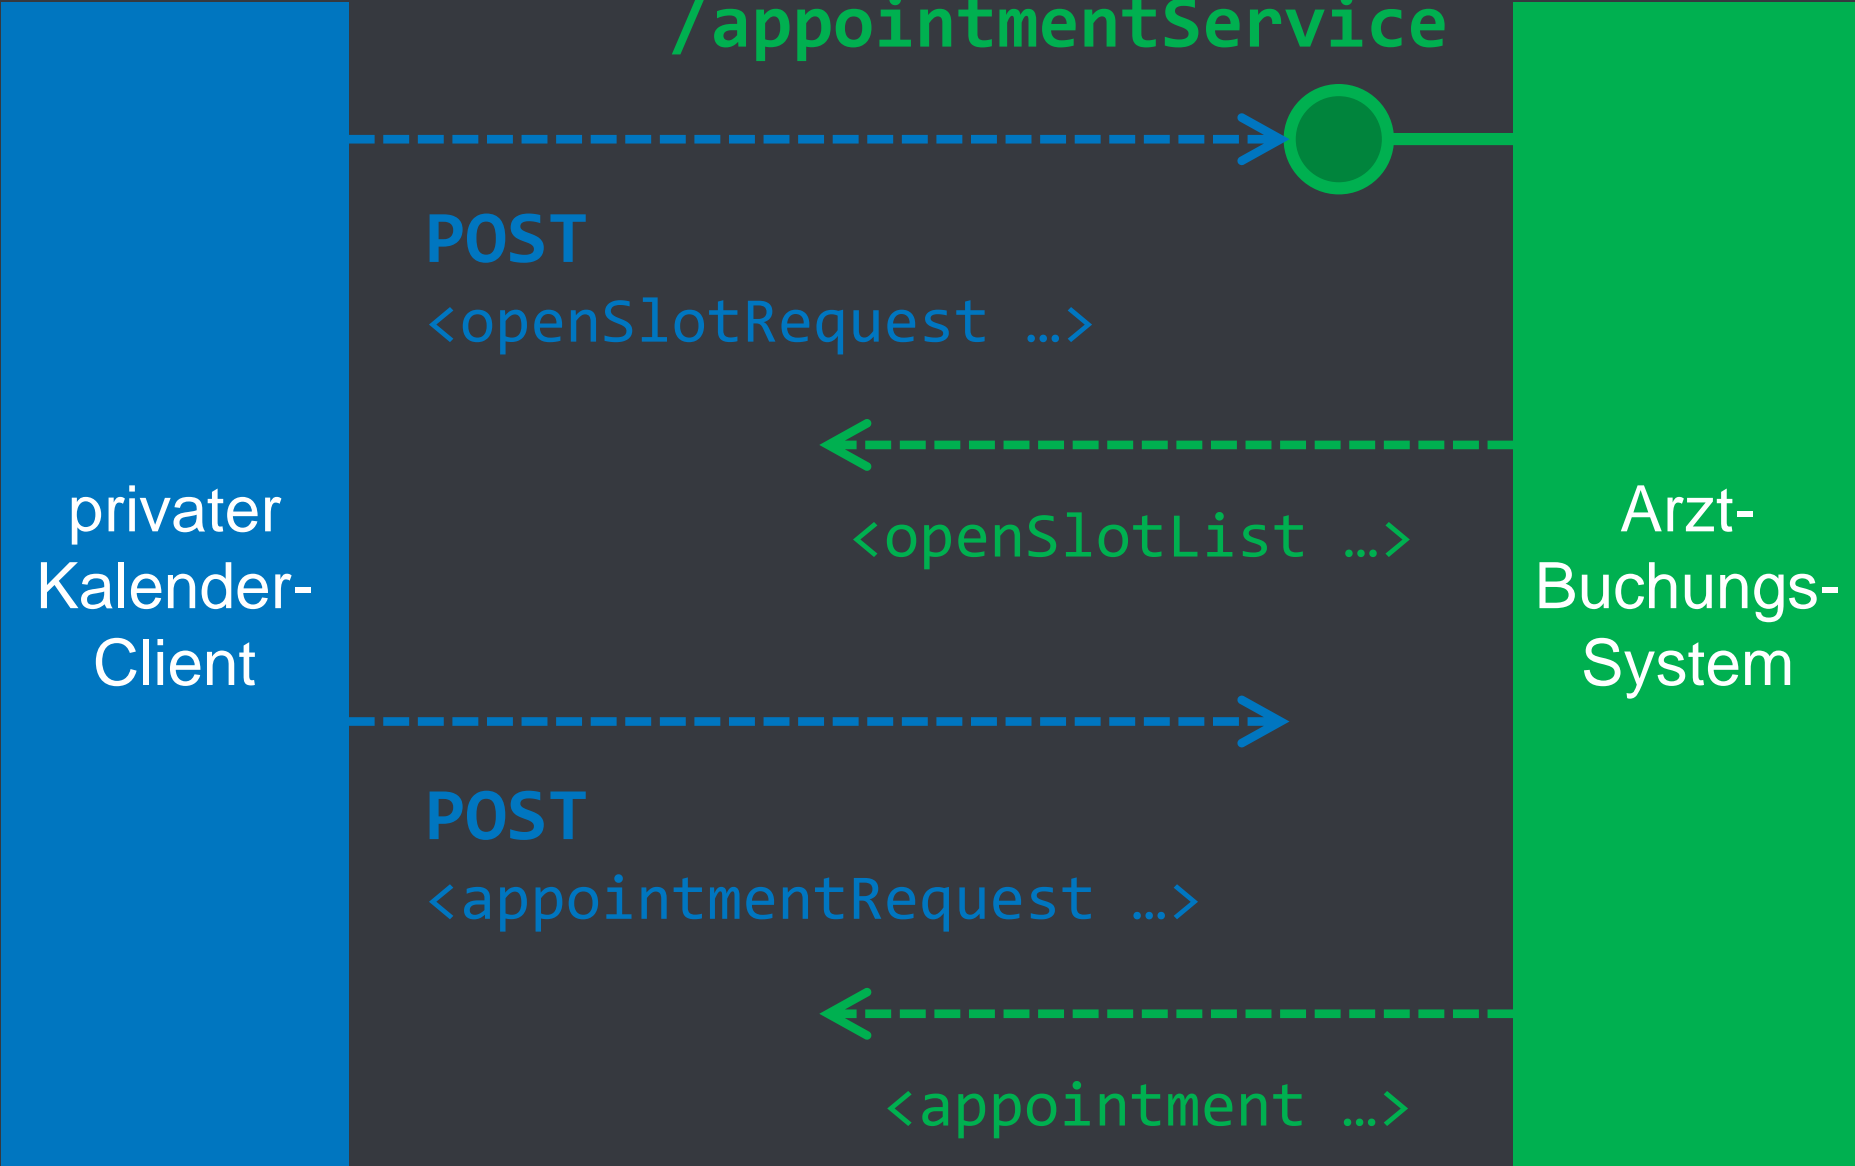 /appointmentService
POST
<openSlotRequest …>
<openSlotList …>
privater
Kalender-
Client
Arzt-
Buchungs-
System
POST
<appointmentRequest …>
<appointment …>